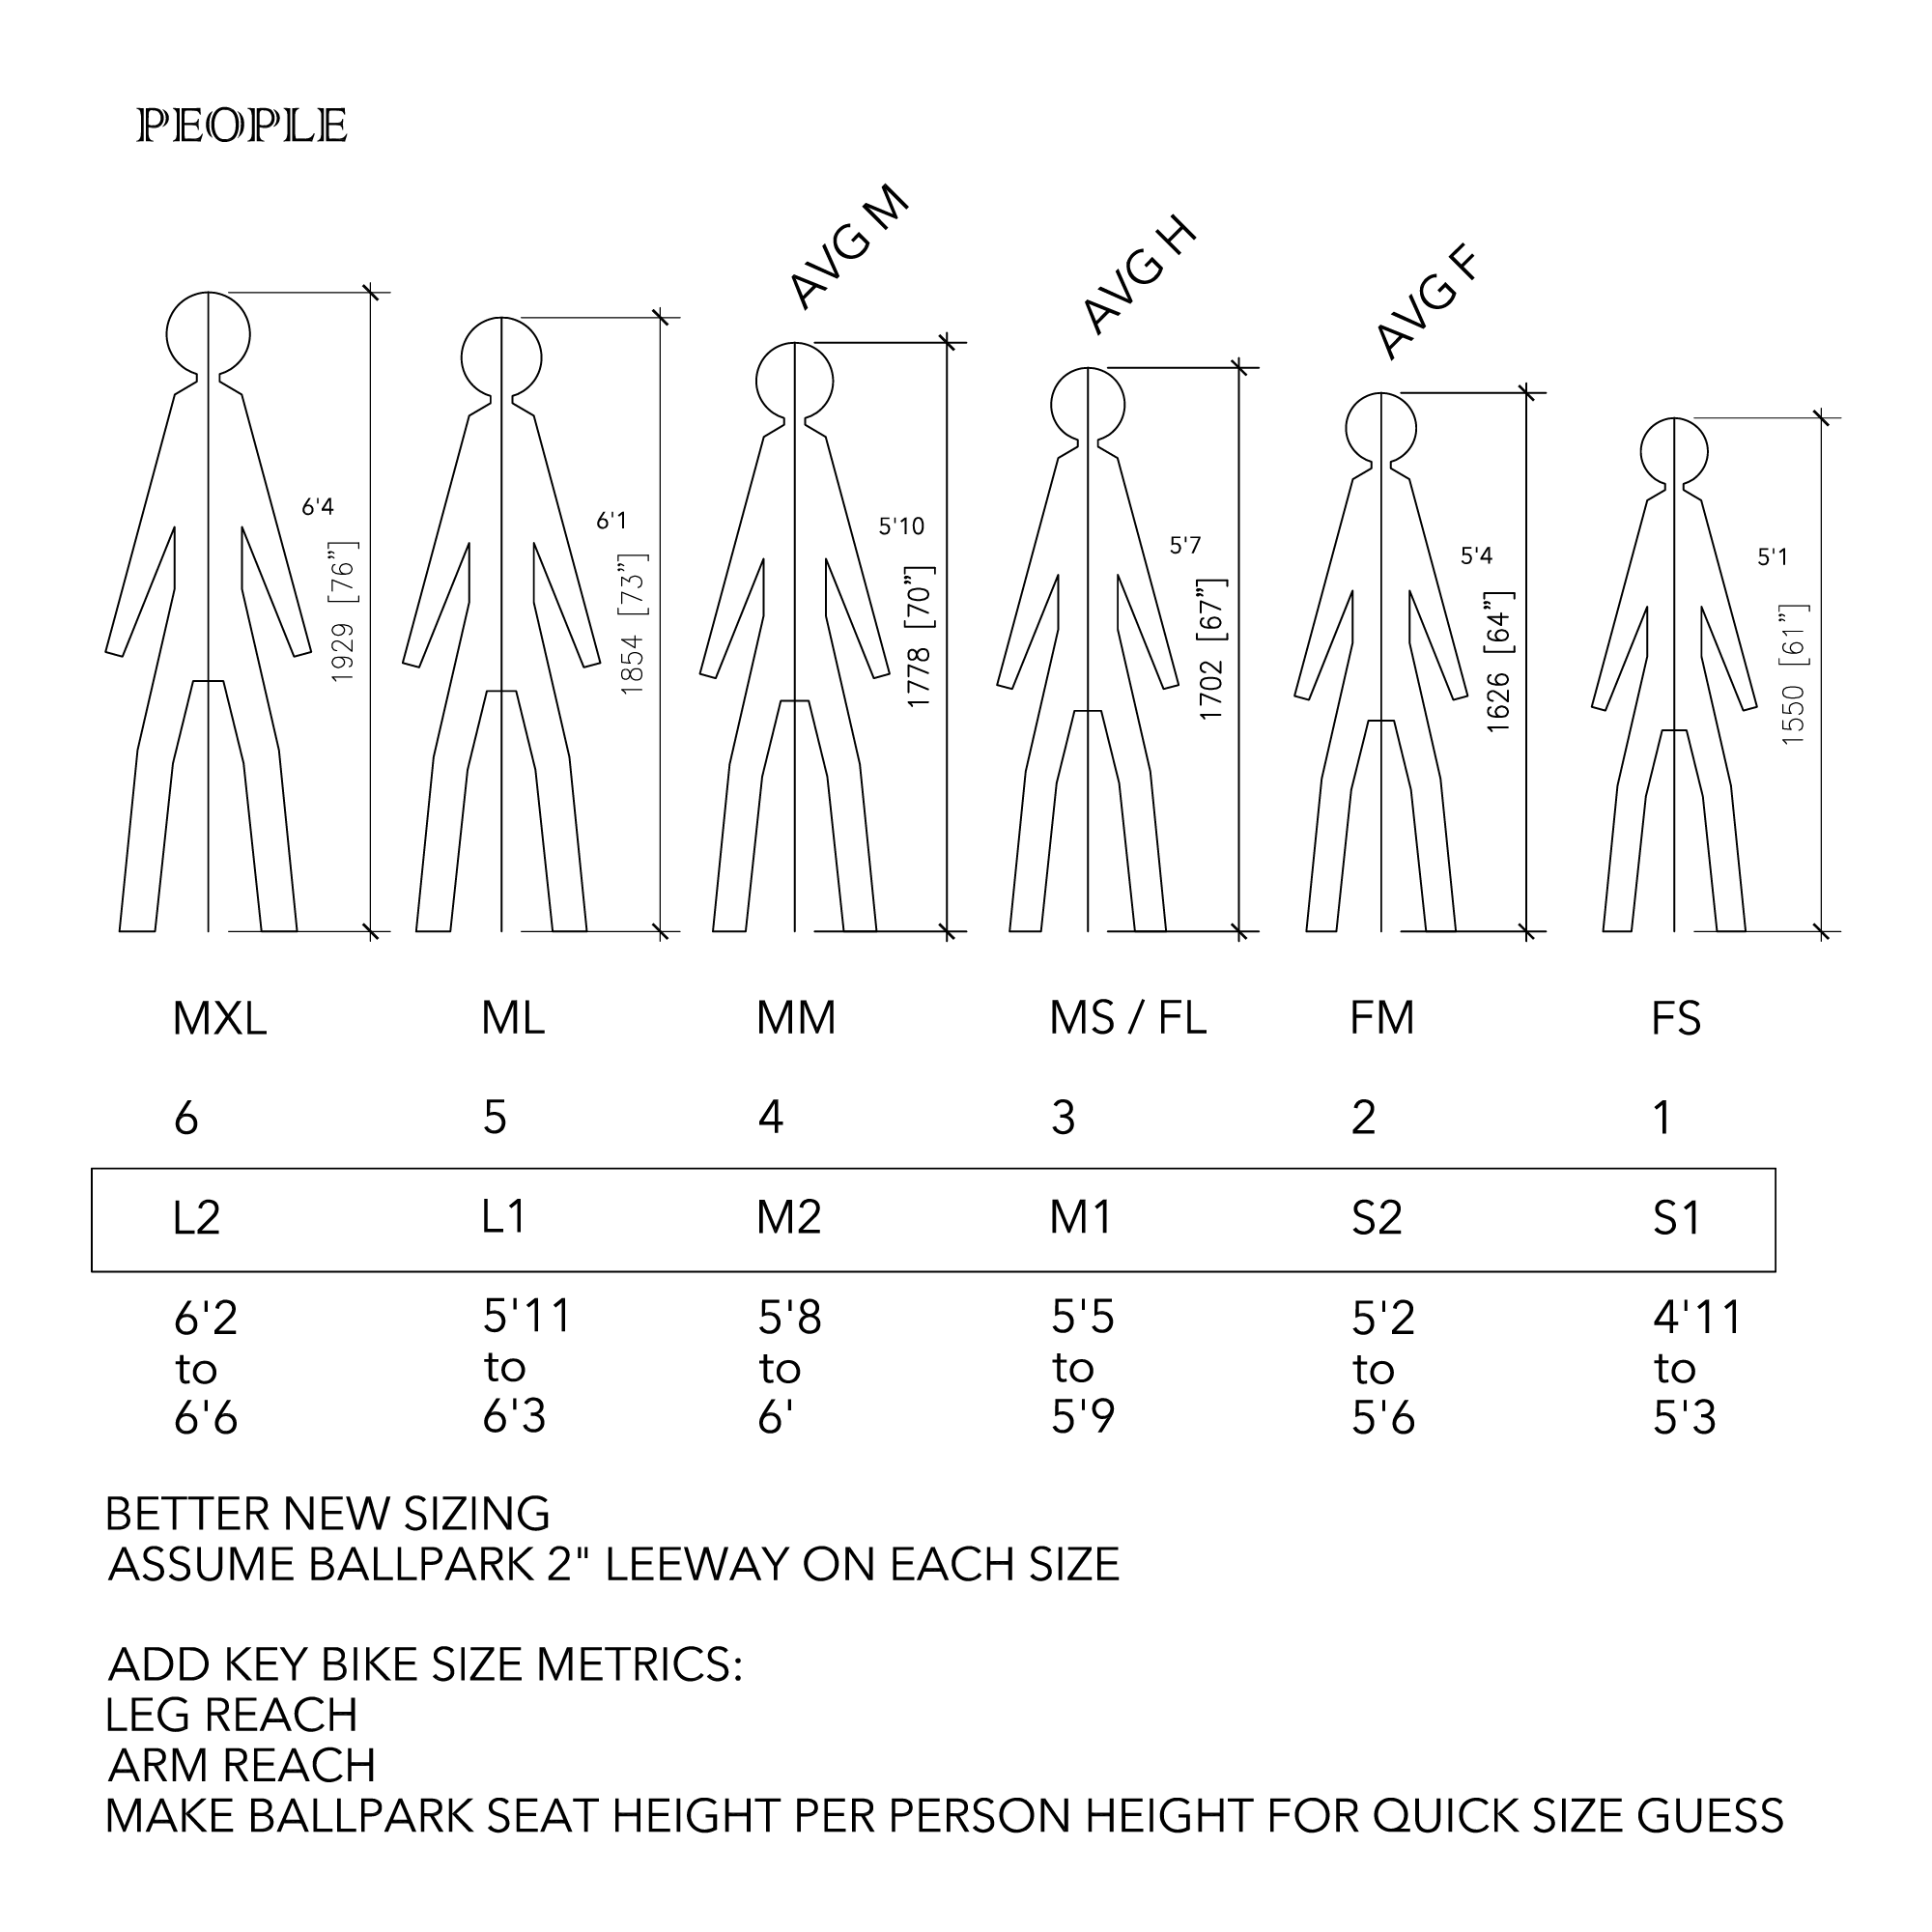 PEOPLE
AVG M
AVG H
AVG F
6'4
1929 [76”]
6'1
1854 [73”]
5'10
1778 [70”]
5'7
1702 [67”]
5'4
1626 [64”]
5'1
1550 [61”]
MXL ML MM MS / FL FM FS
6 5 4 3 2 1
L2 L1 M2 M1 S2 S1
6'2 5'11 5'8 5'5 5'2 4'11
to to to to to to
6'6 6'3 6' 5'9 5'6 5'3
BETTER NEW SIZING
ASSUME BALLPARK 2" LEEWAY ON EACH SIZE
ADD KEY BIKE SIZE METRICS:
LEG REACH
ARM REACH
MAKE BALLPARK SEAT HEIGHT PER PERSON HEIGHT FOR QUICK SIZE GUESS